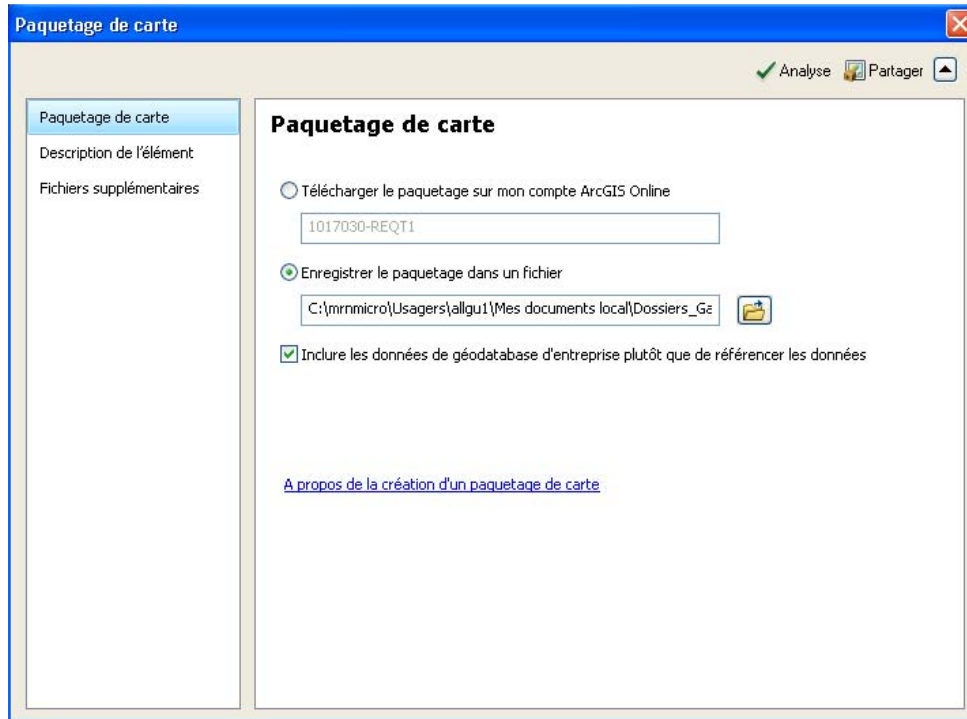 Paquetage de carte
Analyse Partager
Paquetage de carte
Description de l'élément
Fichiers supplémentaires
Paquetage de carte
Télécharger le paquetage sur mon compte ArcGIS Online
1017030-REQT1
Enregistrer le paquetage dans un fichier
C:\mrnmicro\Usagers\allgu1\Mes documents local\Dossiers_Ga
Inclure les données de géodatabase d'entreprise plutôt que de référencer les données
A propos de la création d'un paquetage de carte